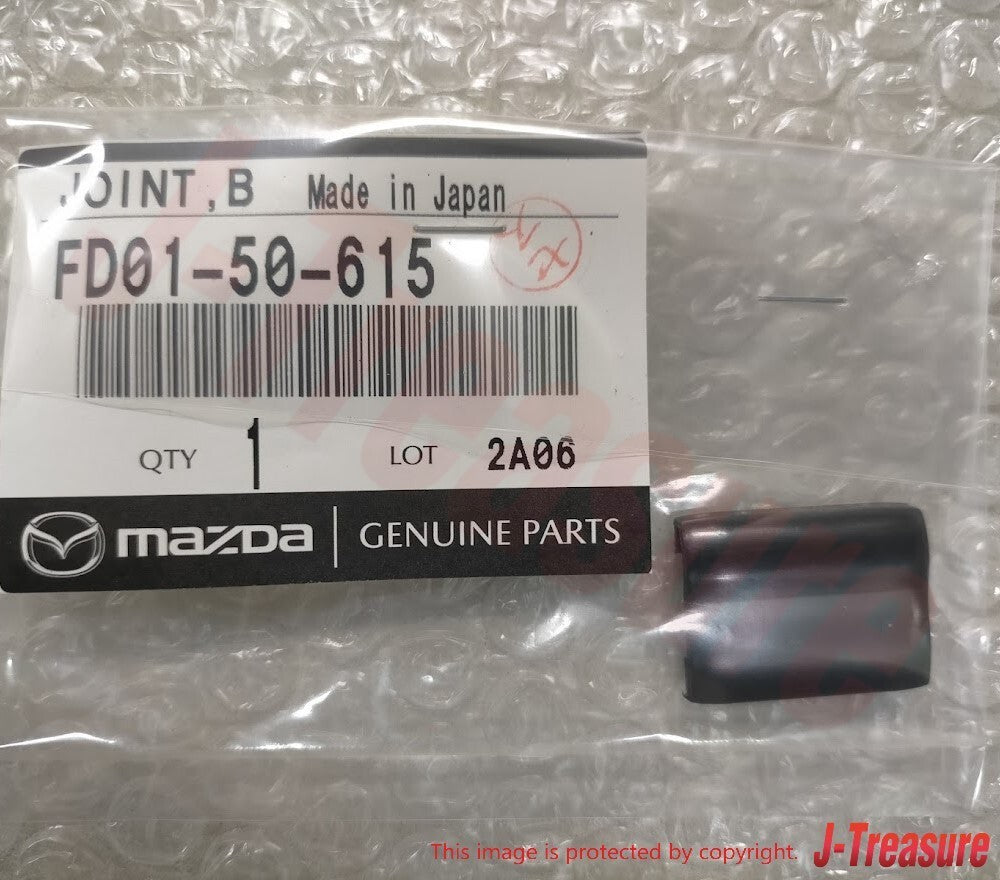 JOINT,B Made in Japan
FD01-50-615
QTY 1 LOT 2A06
mazda GENUINE PARTS
J-Treasure
This image is protected by copyright. J-Treasure